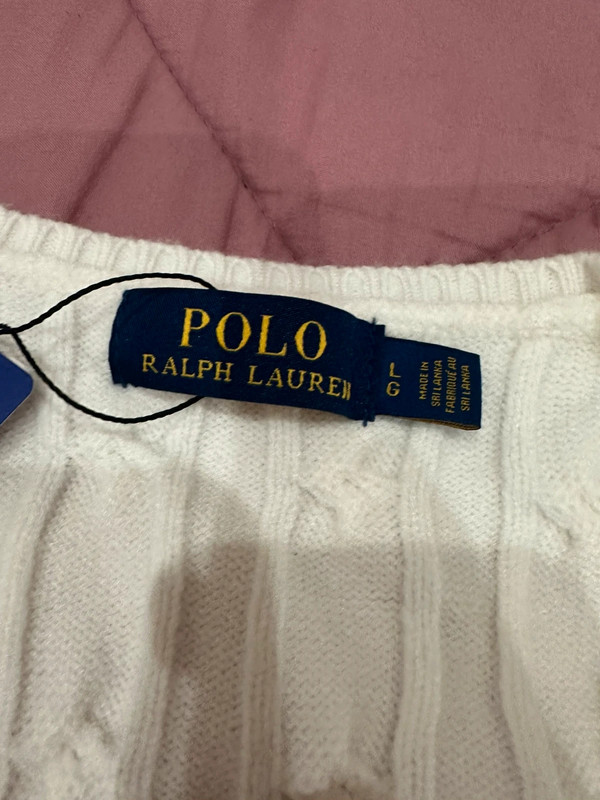 POLO
RALPH LAUREN
L
G
MADE IN
SRI LANKA
FABRIQUÉ AU
SRI LANKA